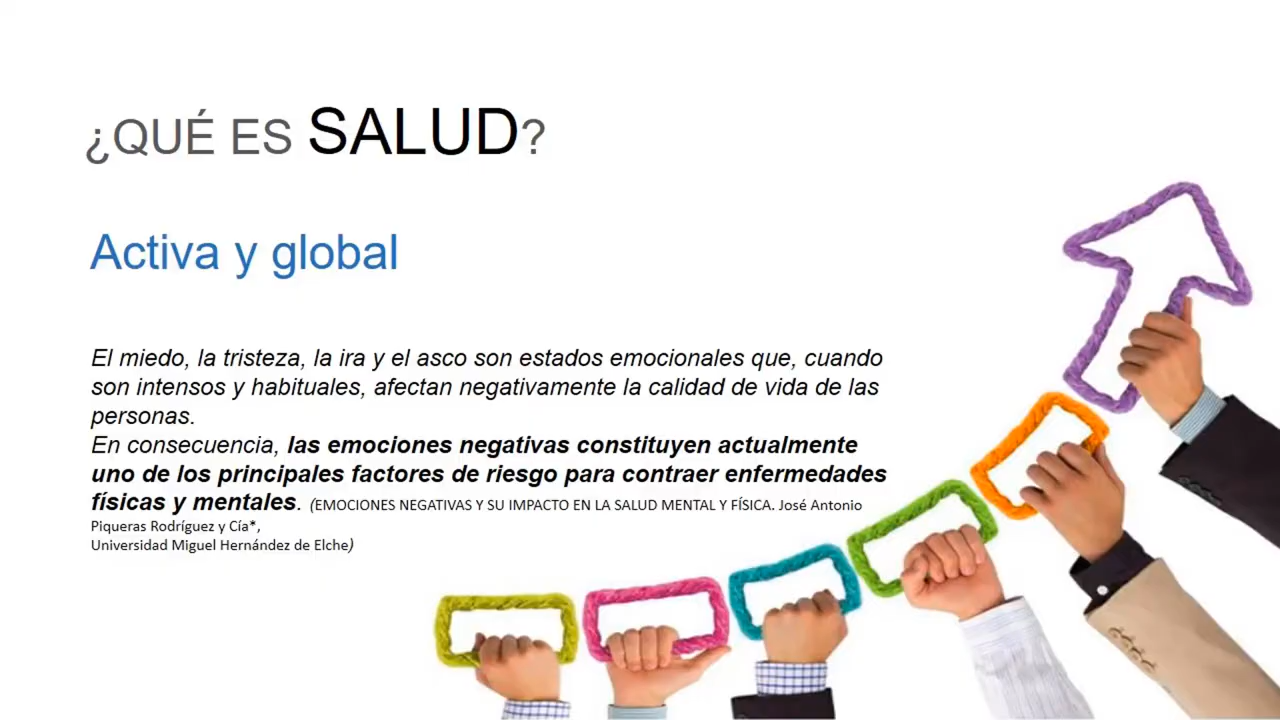 ¿QUÉ ES SALUD?
Activa y global
El miedo, la tristeza, la ira y el asco son estados emocionales que, cuando
son intensos y habituales, afectan negativamente la calidad de vida de las
personas.
En consecuencia, las emociones negativas constituyen actualmente
uno de los principales factores de riesgo para contraer enfermedades
físicas y mentales. (EMOCIONES NEGATIVAS Y SU IMPACTO EN LA SALUD MENTAL Y FÍSICA. José Antonio
Piqueras Rodríguez y Cía*,
Universidad Miguel Hernández de Elche)